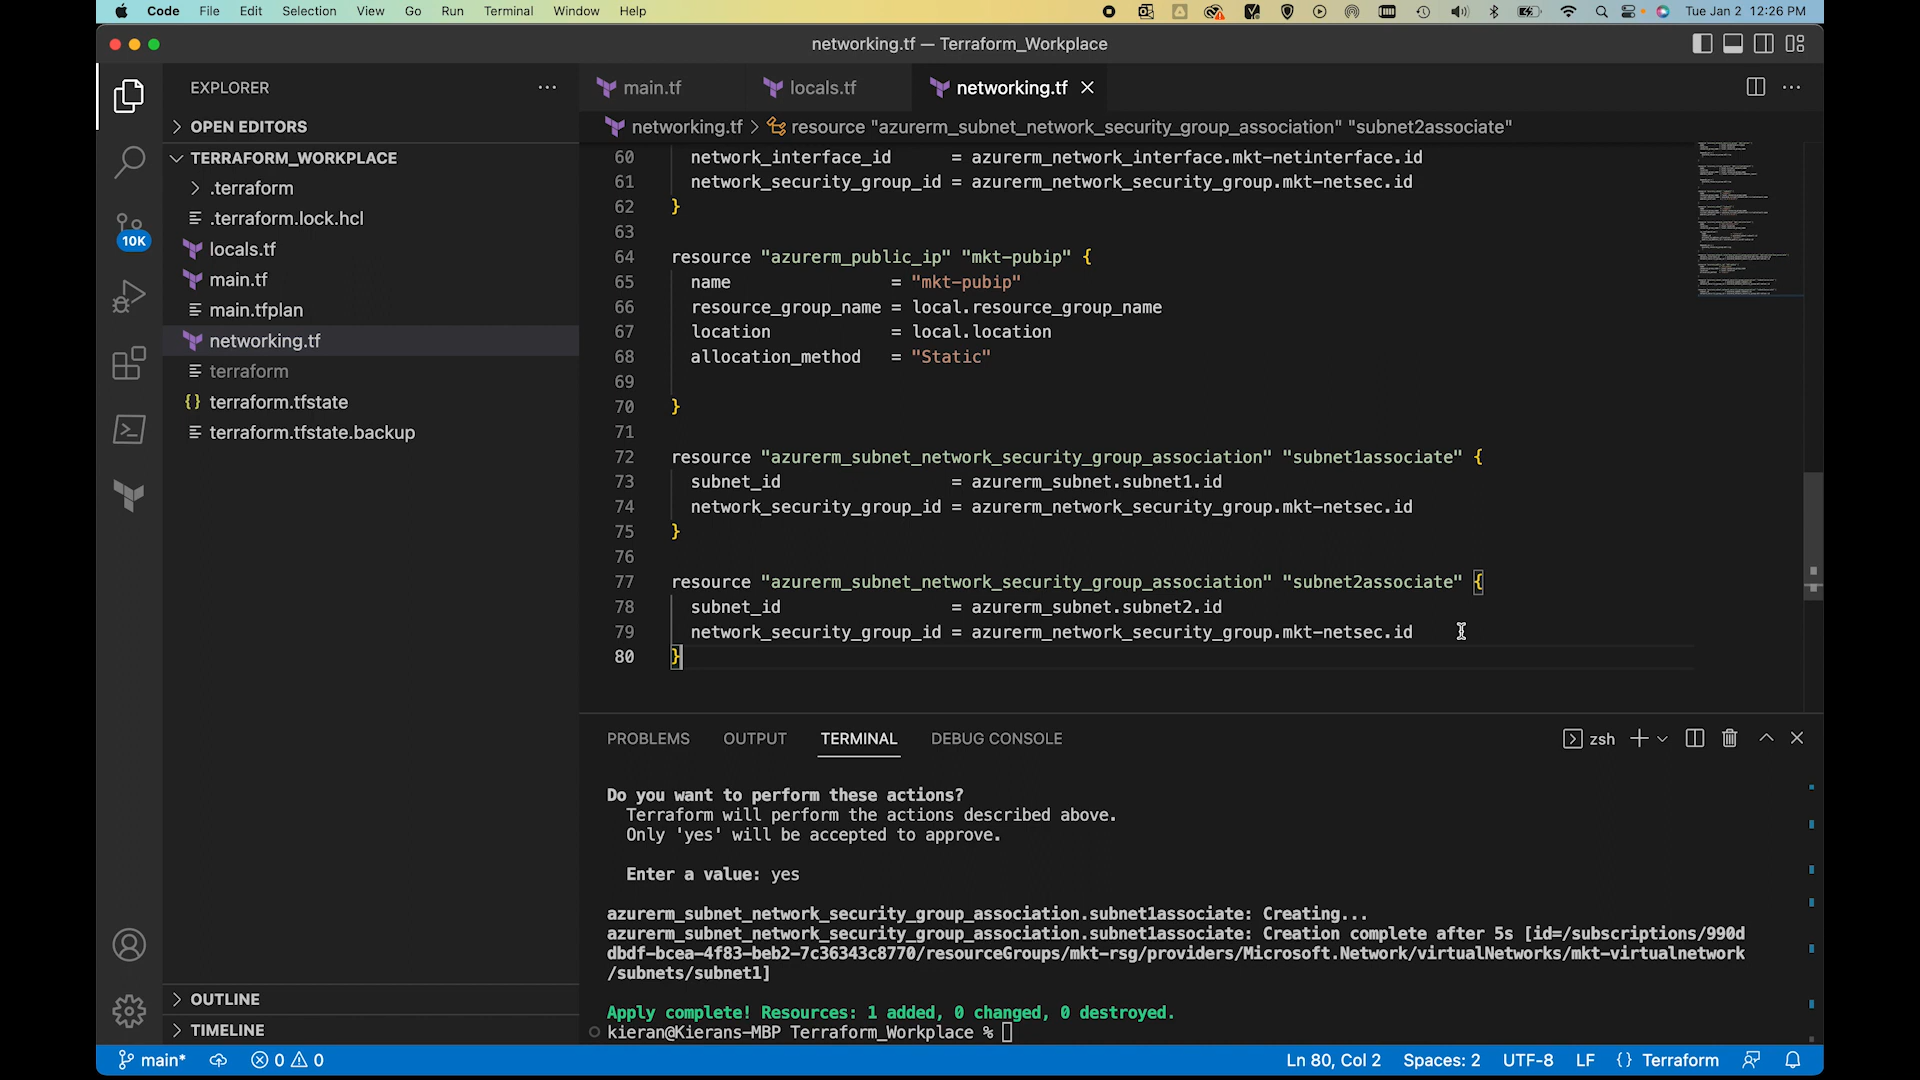 Code File Edit Selection View Go Run Terminal Window Help
Tue Jan 2 12:26 PM
networking.tf — Terraform_Workplace
EXPLORER
OPEN EDITORS
TERRAFORM_WORKPLACE
.terraform
.terraform.lock.hcl
locals.tf
main.tf
main.tfplan
networking.tf
terraform
terraform.tfstate
terraform.tfstate.backup
10K
OUTLINE
TIMELINE
main.tf locals.tf networking.tf
networking.tf > resource "azurerm_subnet_network_security_group_association" "subnet2associate"
60 network_interface_id = azurerm_network_interface.mkt-netinterface.id
61 network_security_group_id = azurerm_network_security_group.mkt-netsec.id
62 }
63
64 resource "azurerm_public_ip" "mkt-pubip" {
65 name = "mkt-pubip"
66 resource_group_name = local.resource_group_name
67 location = local.location
68 allocation_method = "Static"
69
70 }
71
72 resource "azurerm_subnet_network_security_group_association" "subnet1associate" {
73 subnet_id = azurerm_subnet.subnet1.id
74 network_security_group_id = azurerm_network_security_group.mkt-netsec.id
75 }
76
77 resource "azurerm_subnet_network_security_group_association" "subnet2associate" {
78 subnet_id = azurerm_subnet.subnet2.id
79 network_security_group_id = azurerm_network_security_group.mkt-netsec.id
80 }
PROBLEMS OUTPUT TERMINAL DEBUG CONSOLE
zsh
Do you want to perform these actions?
Terraform will perform the actions described above.
Only 'yes' will be accepted to approve.
Enter a value: yes
azurerm_subnet_network_security_group_association.subnet1associate: Creating...
azurerm_subnet_network_security_group_association.subnet1associate: Creation complete after 5s [id=/subscriptions/990d
dbdf-bcea-4f83-beb2-7c36343c8770/resourceGroups/mkt-rsg/providers/Microsoft.Network/virtualNetworks/mkt-virtualnetwork
/subnets/subnet1]
Apply complete! Resources: 1 added, 0 changed, 0 destroyed.
kieran@Kierans-MBP Terraform_Workplace %
main* 0 0
Ln 80, Col 2 Spaces: 2 UTF-8 LF {} Terraform